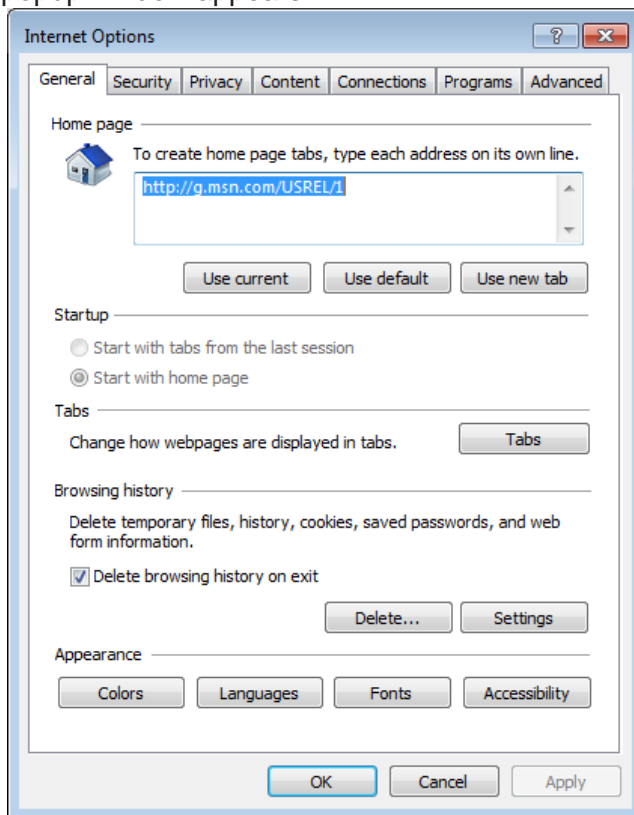 Internet Options
General Security Privacy Content Connections Programs Advanced
Home page
To create home page tabs, type each address on its own line.
http://g.msn.com/USREL/1
Use current Use default Use new tab
Startup
Start with tabs from the last session
Start with home page
Tabs
Change how webpages are displayed in tabs. Tabs
Browsing history
Delete temporary files, history, cookies, saved passwords, and web
form information.
Delete browsing history on exit
Delete... Settings
Appearance
Colors Languages Fonts Accessibility
OK Cancel Apply